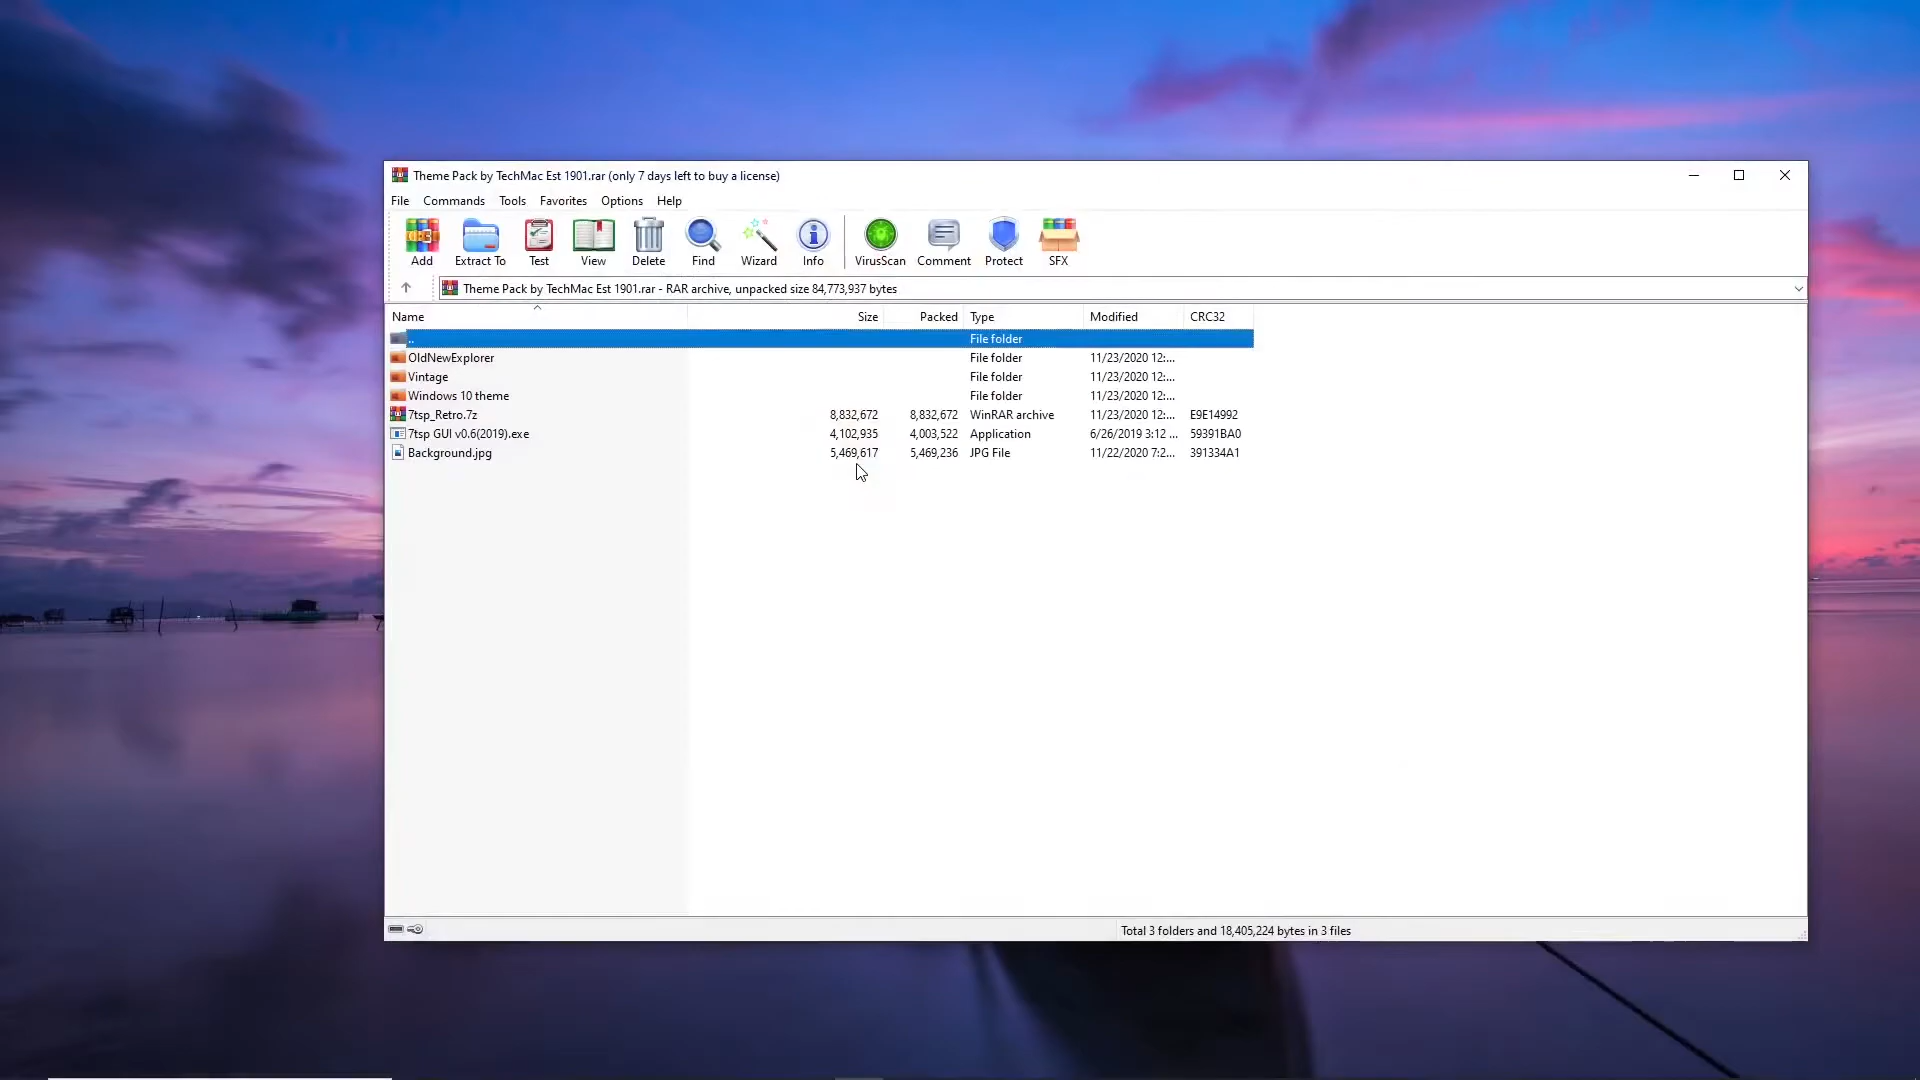 Theme Pack by TechMac Est 1901.rar (only 7 days left to buy a license)
File Commands Tools Favorites Options Help
Add Extract To Test View Delete Find Wizard Info VirusScan Comment Protect SFX
Theme Pack by TechMac Est 1901.rar - RAR archive, unpacked size 84,773,937 bytes
Name Size Packed Type Modified CRC32
.. File folder
OldNewExplorer File folder 11/23/2020 12:...
Vintage File folder 11/23/2020 12:...
Windows 10 theme File folder 11/23/2020 12:...
7tsp_Retro.7z 8,832,672 8,832,672 WinRAR archive 11/23/2020 12:... E9E14992
7tsp GUI v0.6(2019).exe 4,102,935 4,003,522 Application 6/26/2019 3:12 ... 59391BA0
Background.jpg 5,469,617 5,469,236 JPG File 11/22/2020 7:2... 391334A1
Total 3 folders and 18,405,224 bytes in 3 files